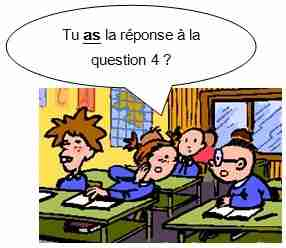 Tu as la réponse à la
question 4 ?